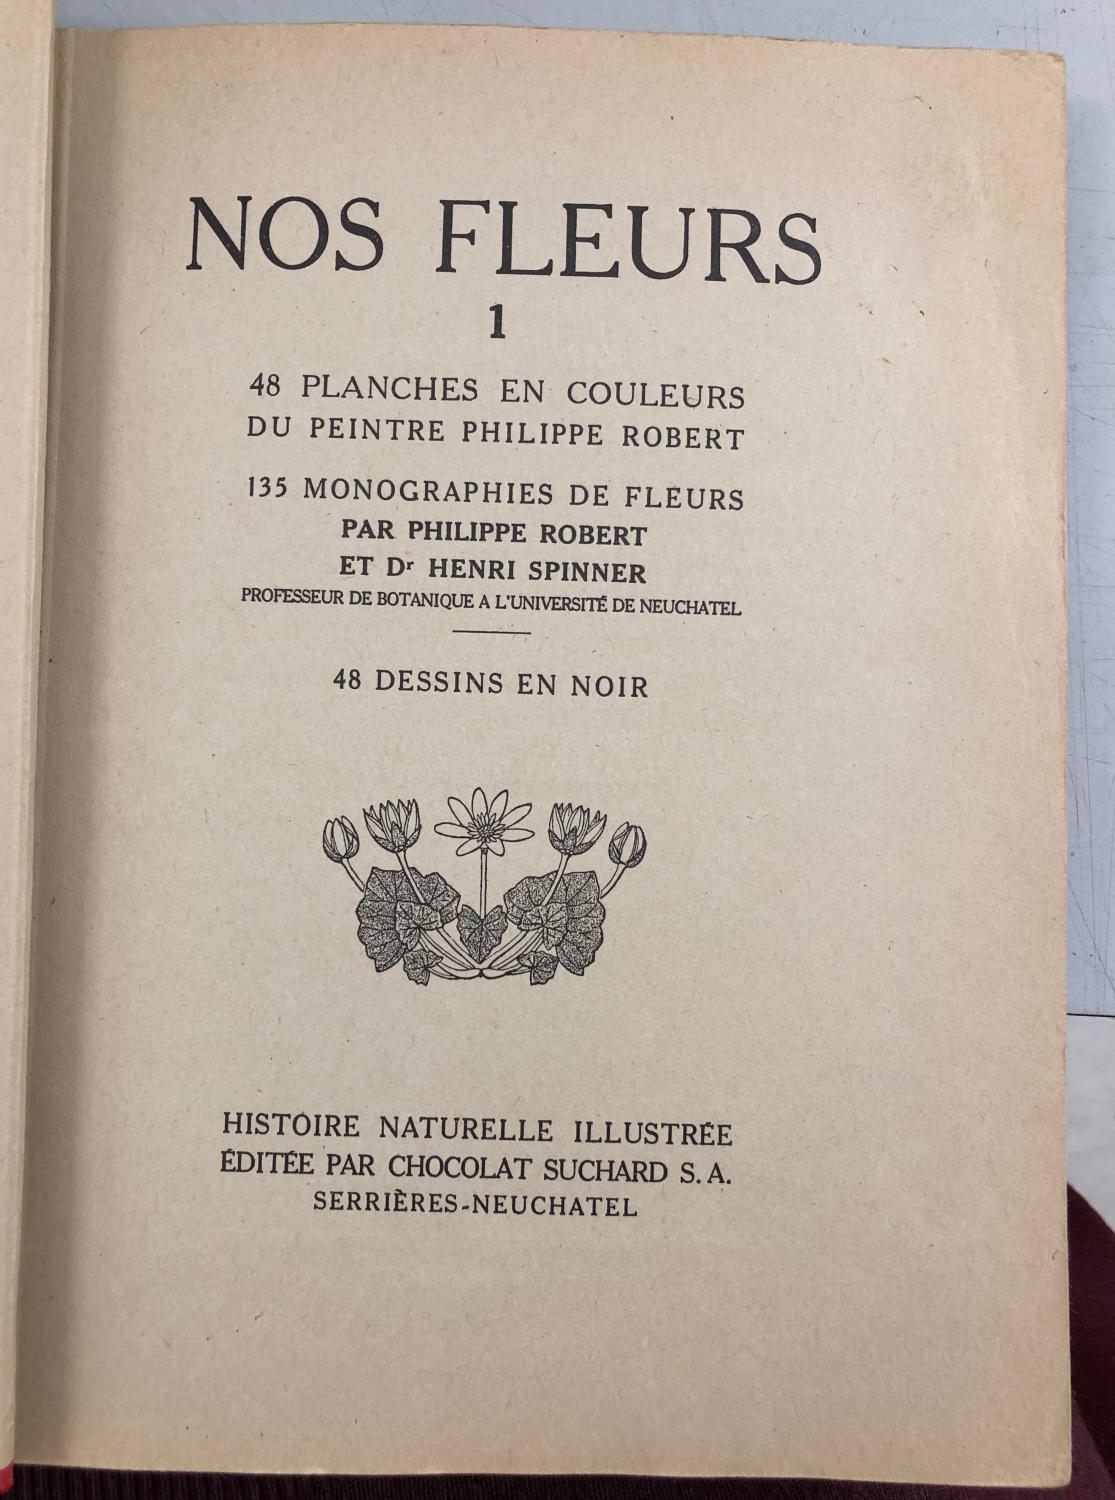 NOS FLEURS
1
48 PLANCHES EN COULEURS
DU PEINTRE PHILIPPE ROBERT
135 MONOGRAPHIES DE FLEURS
PAR PHILIPPE ROBERT
ET Dr HENRI SPINNER
PROFESSEUR DE BOTANIQUE A L'UNIVERSITÉ DE NEUCHATEL
48 DESSINS EN NOIR
HISTOIRE NATURELLE ILLUSTRÉE
ÉDITÉE PAR CHOCOLAT SUCHARD S. A.
SERRIÈRES-NEUCHATEL